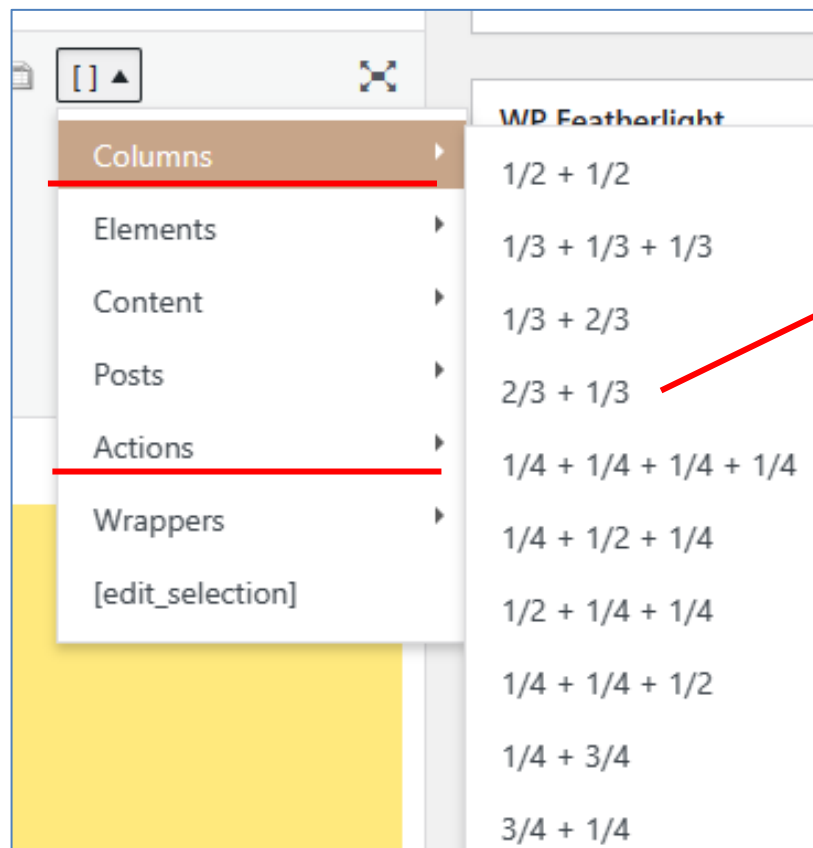 [ ] ▲
WP Featherlight
Columns
Elements
Content
Posts
Actions
Wrappers
[edit_selection]
1/2 + 1/2
1/3 + 1/3 + 1/3
1/3 + 2/3
2/3 + 1/3
1/4 + 1/4 + 1/4 + 1/4
1/4 + 1/2 + 1/4
1/2 + 1/4 + 1/4
1/4 + 1/4 + 1/2
1/4 + 3/4
3/4 + 1/4